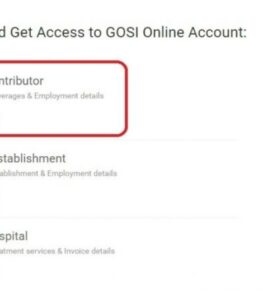 d Get Access to GOSI Online Account:
ntributor
verages & Employment details
stablishment
ablishment & Employment details
spital
atment services & Invoice details